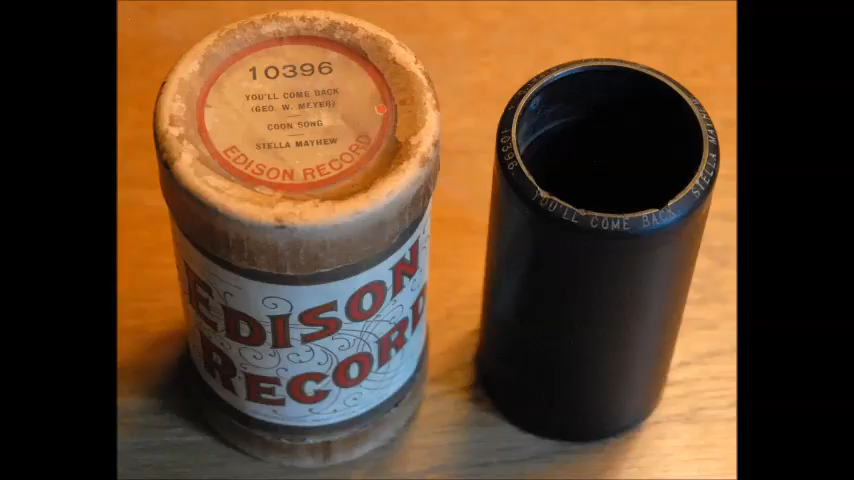 10396
YOU'LL COME BACK
(GEO. W. MEYER)
COON SONG
STELLA MAYHEW
EDISON RECORD
EDISON
RECORD
10396
YOU'LL COME BACK
STELLA MAYHEW